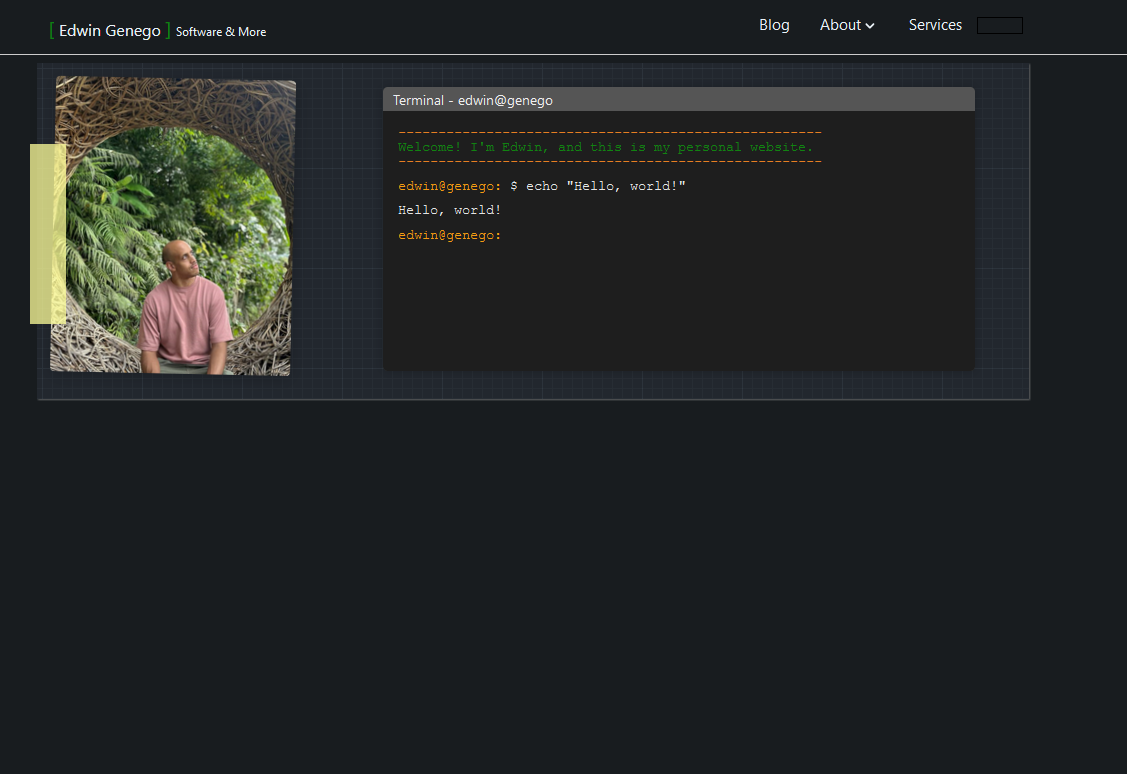 [ Edwin Genego ] Software & More
Blog About Services
Terminal - edwin@genego
-----------------------------------------------------
Welcome! I'm Edwin, and this is my personal website.
-----------------------------------------------------
edwin@genego: $ echo "Hello, world!"
Hello, world!
edwin@genego: